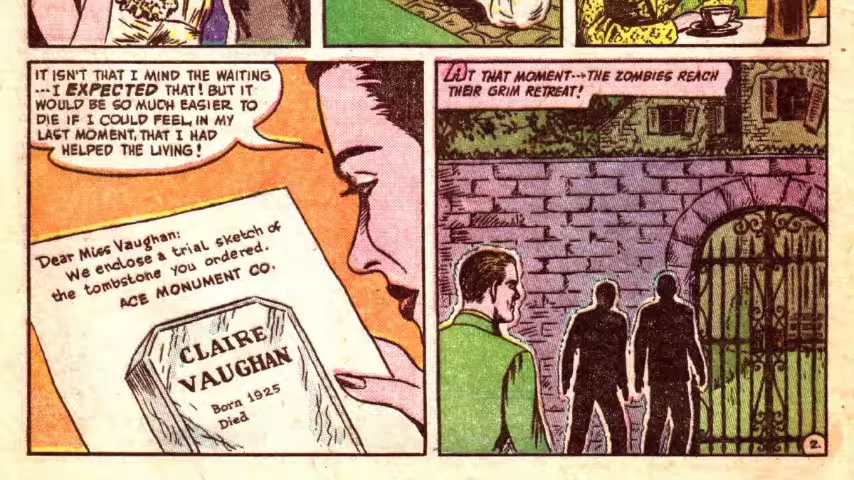 IT ISN'T THAT I MIND THE WAITING
--- I EXPECTED THAT! BUT IT
WOULD BE SO MUCH EASIER TO
DIE IF I COULD FEEL, IN MY
LAST MOMENT, THAT I HAD
HELPED THE LIVING!
Dear Miss Vaughan:
We enclose a trial sketch of
the tombstone you ordered.
ACE MONUMENT CO.
CLAIRE
VAUGHAN
Born 1925
Died
AT THAT MOMENT--- THE ZOMBIES REACH
THEIR GRIM RETREAT!
2.